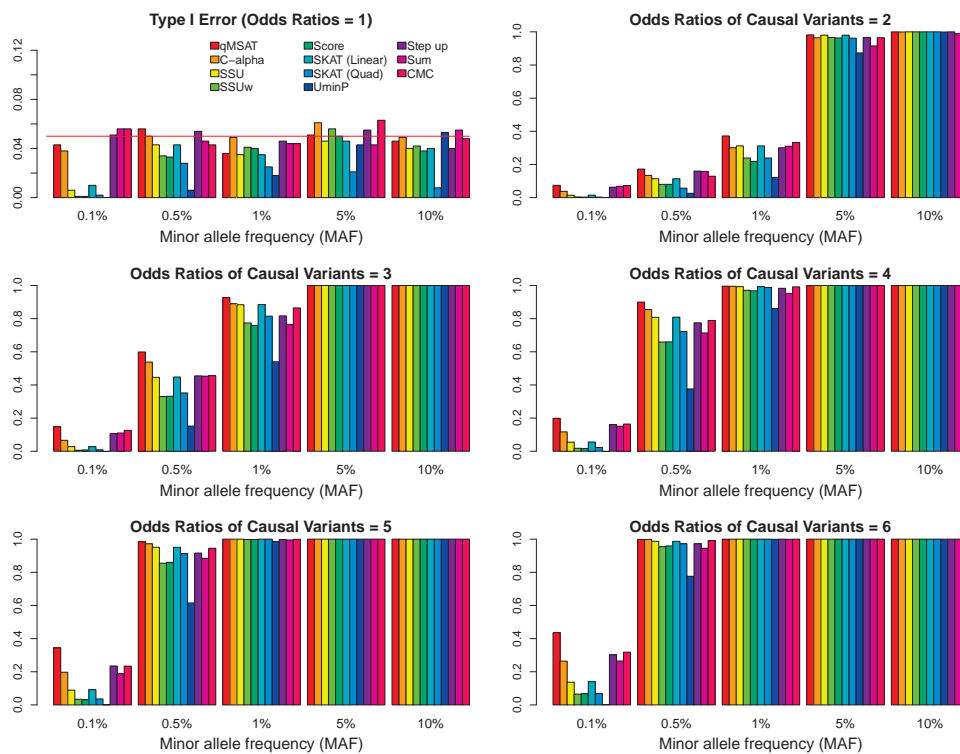 Type I Error (Odds Ratios = 1)
0.00 0.04 0.08 0.12
qMSAT
C−alpha
SSU
SSUw
Score
SKAT (Linear)
SKAT (Quad)
UminP
Step up
Sum
CMC
0.1% 0.5% 1% 5% 10%
Minor allele frequency (MAF)
Odds Ratios of Causal Variants = 2
0.0 0.2 0.4 0.6 0.8 1.0
0.1% 0.5% 1% 5% 10%
Minor allele frequency (MAF)
Odds Ratios of Causal Variants = 3
0.0 0.2 0.4 0.6 0.8 1.0
0.1% 0.5% 1% 5% 10%
Minor allele frequency (MAF)
Odds Ratios of Causal Variants = 4
0.0 0.2 0.4 0.6 0.8 1.0
0.1% 0.5% 1% 5% 10%
Minor allele frequency (MAF)
Odds Ratios of Causal Variants = 5
0.0 0.2 0.4 0.6 0.8 1.0
0.1% 0.5% 1% 5% 10%
Minor allele frequency (MAF)
Odds Ratios of Causal Variants = 6
0.0 0.2 0.4 0.6 0.8 1.0
0.1% 0.5% 1% 5% 10%
Minor allele frequency (MAF)